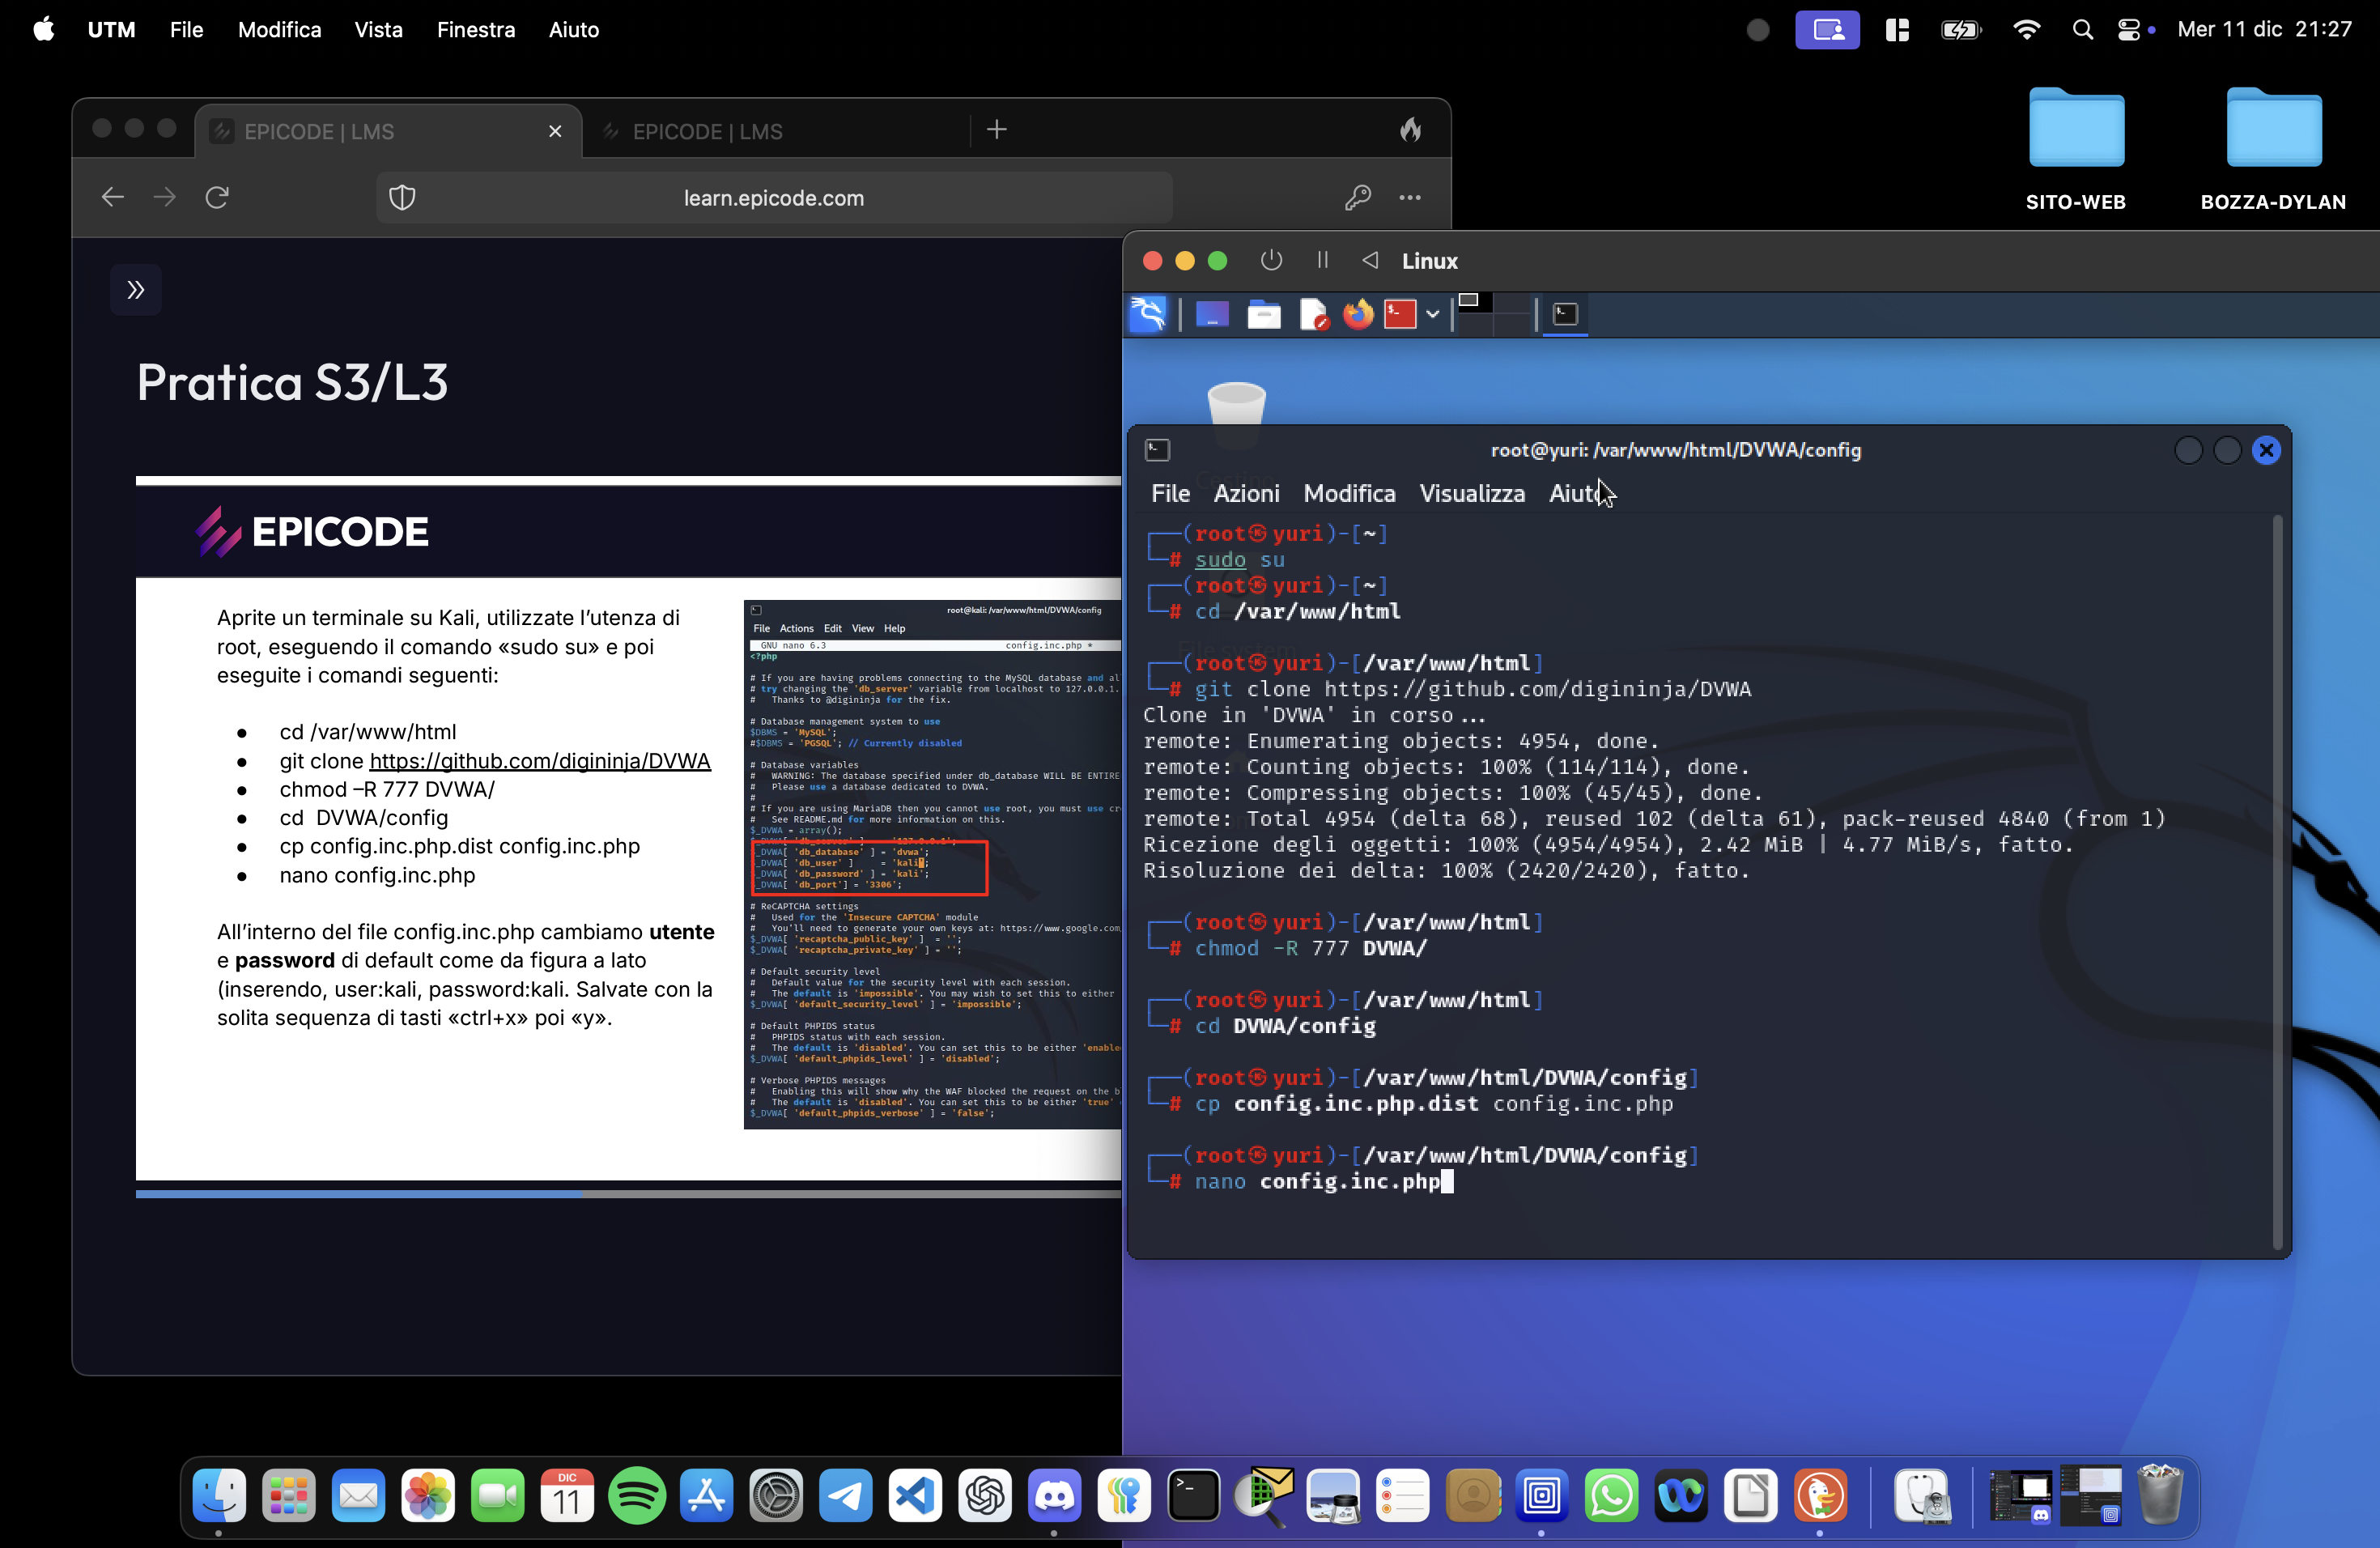 UTM File Modifica Vista Finestra Aiuto
Mer 11 dic 21:27
EPICODE | LMS
EPICODE | LMS
learn.epicode.com
SITO-WEB
BOZZA-DYLAN
Linux
Pratica S3/L3
EPICODE
Aprite un terminale su Kali, utilizzate l'utenza di
root, eseguendo il comando «sudo su» e poi
eseguite i comandi seguenti:
● cd /var/www/html
● git clone https://github.com/digininja/DVWA
● chmod –R 777 DVWA/
● cd DVWA/config
● cp config.inc.php.dist config.inc.php
● nano config.inc.php
All'interno del file config.inc.php cambiamo utente
e password di default come da figura a lato
(inserendo, user:kali, password:kali. Salvate con la
solita sequenza di tasti «ctrl+x» poi «y».
root@kali: /var/www/html/DVWA/config
File Actions Edit View Help
GNU nano 6.3 config.inc.php *
<?php
# If you are having problems connecting to the MySQL database and al
# try changing the 'db_server' variable from localhost to 127.0.0.1.
# Thanks to @digininja for the fix.
# Database management system to use
$DBMS = 'MySQL';
#$DBMS = 'PGSQL'; // Currently disabled
# Database variables
# WARNING: The database specified under db_database WILL BE ENTIRE
# Please use a database dedicated to DVWA.
#
# If you are using MariaDB then you cannot use root, you must use cr
# See README.md for more information on this.
$_DVWA = array();
$_DVWA[ 'db_server' ] = '127.0.0.1';
_DVWA[ 'db_database' ] = 'dvwa';
_DVWA[ 'db_user' ] = 'kali';
_DVWA[ 'db_password' ] = 'kali';
_DVWA[ 'db_port'] = '3306';
# ReCAPTCHA settings
# Used for the 'Insecure CAPTCHA' module
# You'll need to generate your own keys at: https://www.google.com
$_DVWA[ 'recaptcha_public_key' ] = '';
$_DVWA[ 'recaptcha_private_key' ] = '';
# Default security level
# Default value for the security level with each session.
# The default is 'impossible'. You may wish to set this to either
$_DVWA[ 'default_security_level' ] = 'impossible';
# Default PHPIDS status
# PHPIDS status with each session.
# The default is 'disabled'. You can set this to be either 'enable
$_DVWA[ 'default_phpids_level' ] = 'disabled';
# Verbose PHPIDS messages
# Enabling this will show why the WAF blocked the request on the b
# The default is 'disabled'. You can set this to be either 'true'
$_DVWA[ 'default_phpids_verbose' ] = 'false';
root@yuri: /var/www/html/DVWA/config
File Azioni Modifica Visualizza Aiuto
(root㉿yuri)-[~]
# sudo su
(root㉿yuri)-[~]
# cd /var/www/html
(root㉿yuri)-[/var/www/html]
# git clone https://github.com/digininja/DVWA
Clone in 'DVWA' in corso...
remote: Enumerating objects: 4954, done.
remote: Counting objects: 100% (114/114), done.
remote: Compressing objects: 100% (45/45), done.
remote: Total 4954 (delta 68), reused 102 (delta 61), pack-reused 4840 (from 1)
Ricezione degli oggetti: 100% (4954/4954), 2.42 MiB | 4.77 MiB/s, fatto.
Risoluzione dei delta: 100% (2420/2420), fatto.
(root㉿yuri)-[/var/www/html]
# chmod -R 777 DVWA/
(root㉿yuri)-[/var/www/html]
# cd DVWA/config
(root㉿yuri)-[/var/www/html/DVWA/config]
# cp config.inc.php.dist config.inc.php
(root㉿yuri)-[/var/www/html/DVWA/config]
# nano config.inc.php
DIC
11